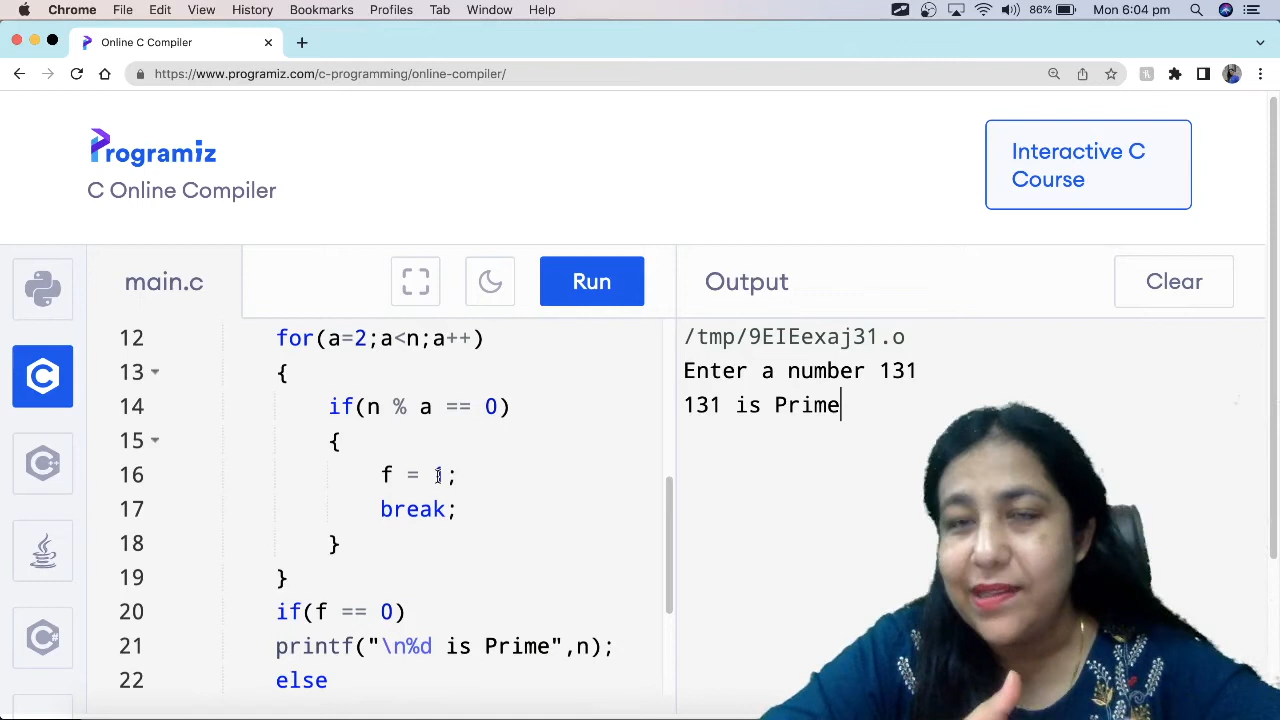 Chrome File Edit View History Bookmarks Profiles Tab Window Help 86% Mon 6:04 pm
Online C Compiler
https://www.programiz.com/c-programming/online-compiler/
Programiz
C Online Compiler
Interactive C
Course
main.c
Run
Output
Clear
12 for(a=2;a<n;a++)
13 {
14 if(n % a == 0)
15 {
16 f = 1;
17 break;
18 }
19 }
20 if(f == 0)
21 printf("\n%d is Prime",n);
22 else
/tmp/9EIEexaj31.o
Enter a number 131
131 is Prime